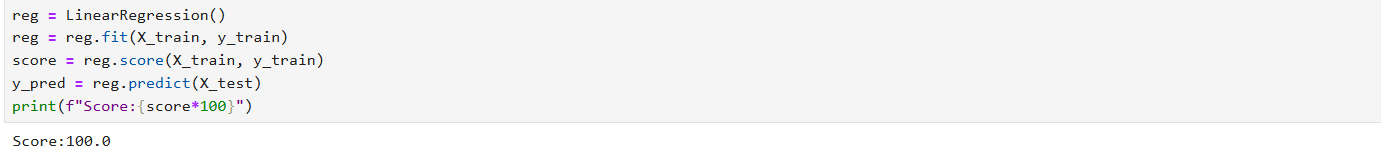 reg = LinearRegression()
reg = reg.fit(X_train, y_train)
score = reg.score(X_train, y_train)
y_pred = reg.predict(X_test)
print(f"Score:{score*100}")
Score:100.0